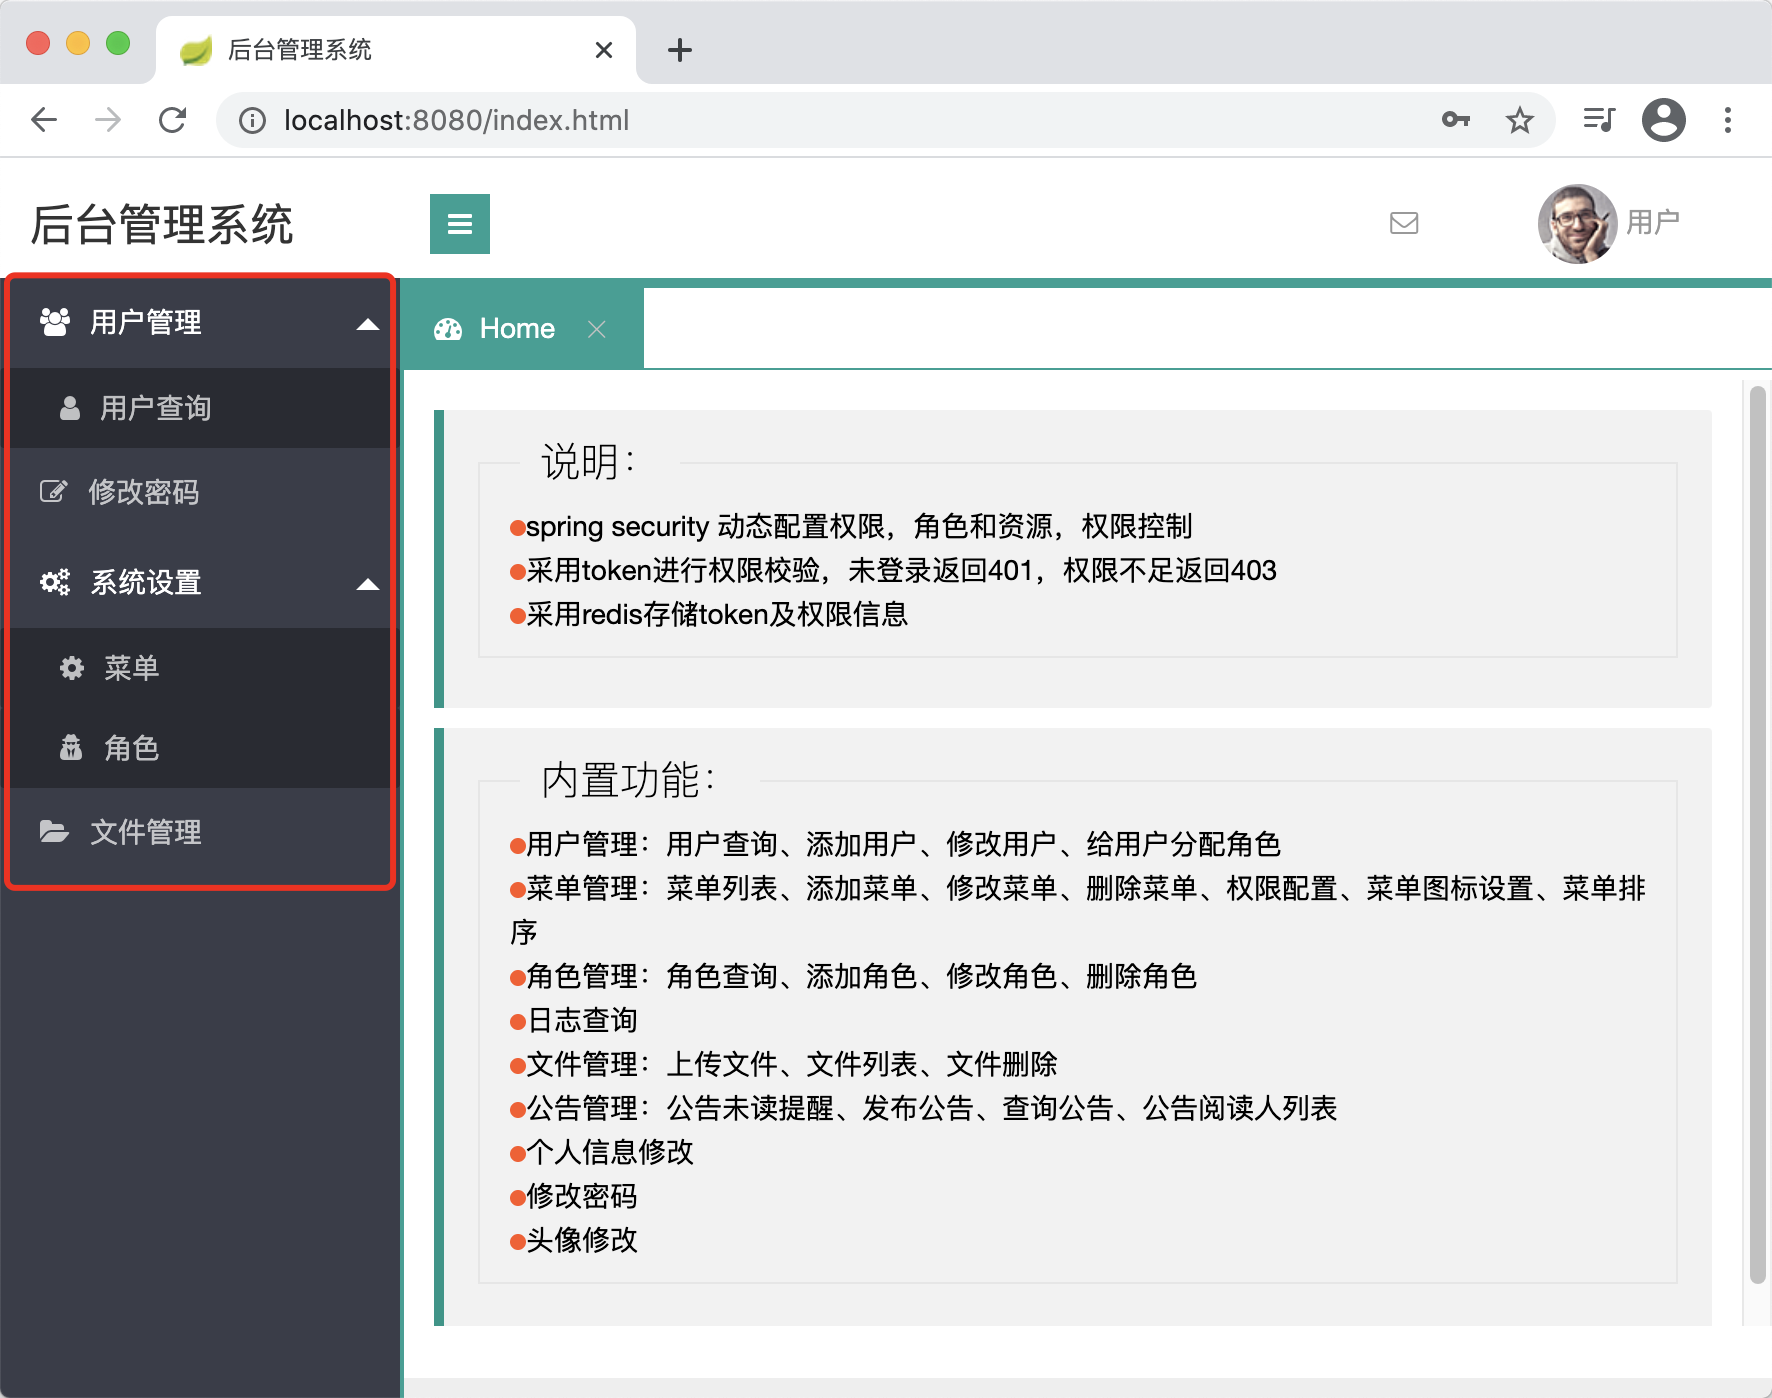 后台管理系统
localhost:8080/index.html
后台管理系统
用户
用户管理
用户查询
修改密码
系统设置
菜单
角色
文件管理
Home
说明：
●spring security 动态配置权限，角色和资源，权限控制
●采用token进行权限校验，未登录返回401，权限不足返回403
●采用redis存储token及权限信息
内置功能：
●用户管理：用户查询、添加用户、修改用户、给用户分配角色
●菜单管理：菜单列表、添加菜单、修改菜单、删除菜单、权限配置、菜单图标设置、菜单排
序
●角色管理：角色查询、添加角色、修改角色、删除角色
●日志查询
●文件管理：上传文件、文件列表、文件删除
●公告管理：公告未读提醒、发布公告、查询公告、公告阅读人列表
●个人信息修改
●修改密码
●头像修改